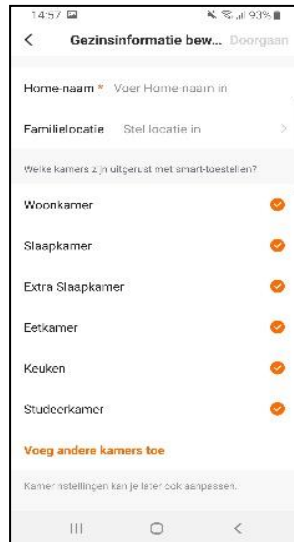 14:57 93%
Gezinsinformatie bew... Doorgaan
Home-naam * Voer Home-naam in
Familielocatie Stel locatie in
Welke kamers zijn uitgerust met smart-toestellen?
Woonkamer
Slaapkamer
Extra Slaapkamer
Eetkamer
Keuken
Studeerkamer
Voeg andere kamers toe
Kamerinstellingen kan je later ook aanpassen.